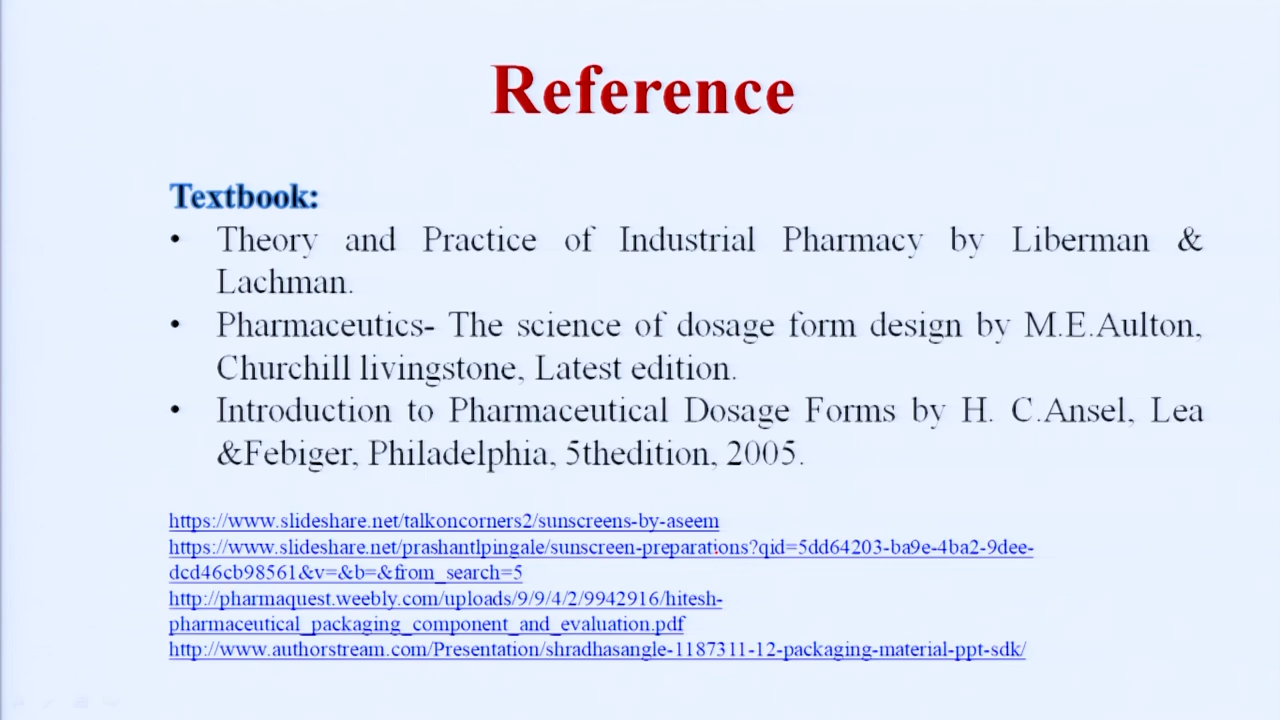 Reference
Textbook:
• Theory and Practice of Industrial Pharmacy by Liberman &
Lachman.
• Pharmaceutics- The science of dosage form design by M.E.Aulton,
Churchill livingstone, Latest edition.
• Introduction to Pharmaceutical Dosage Forms by H. C.Ansel, Lea
&Febiger, Philadelphia, 5thedition, 2005.
https://www.slideshare.net/talkoncorners2/sunscreens-by-aseem
https://www.slideshare.net/prashantlpingale/sunscreen-preparations?qid=5dd64203-ba9e-4ba2-9dee-
dcd46cb98561&v=&b=&from_search=5
http://pharmaquest.weebly.com/uploads/9/9/4/2/9942916/hitesh-
pharmaceutical_packaging_component_and_evaluation.pdf
http://www.authorstream.com/Presentation/shradhasangle-1187311-12-packaging-material-ppt-sdk/